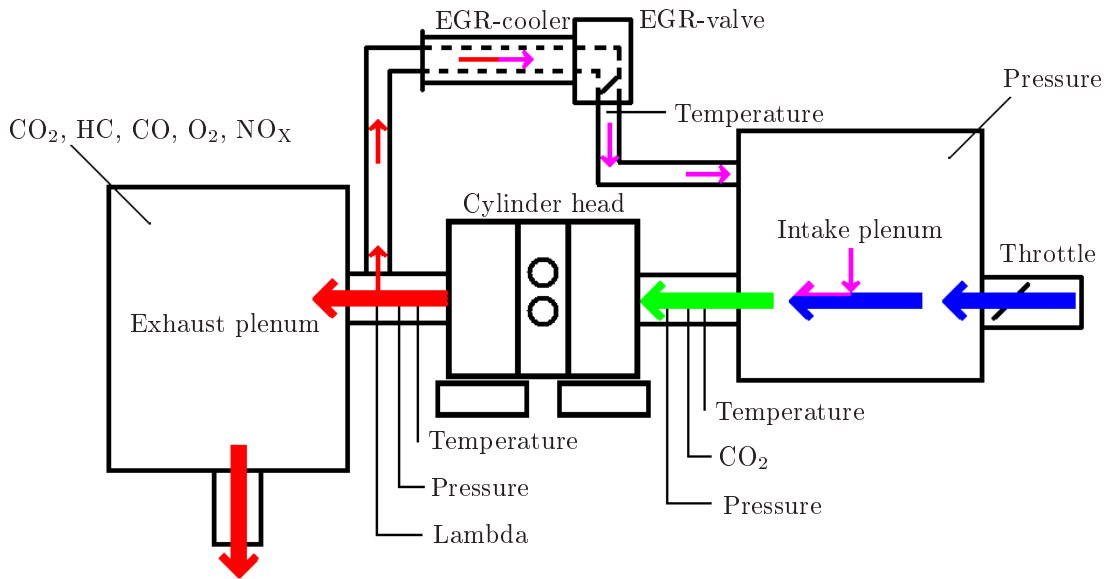 EGR-cooler
EGR-valve
Pressure
Temperature
CO₂, HC, CO, O₂, NOX
Cylinder head
Intake plenum
Throttle
Exhaust plenum
Temperature
Temperature
CO₂
Pressure
Pressure
Lambda